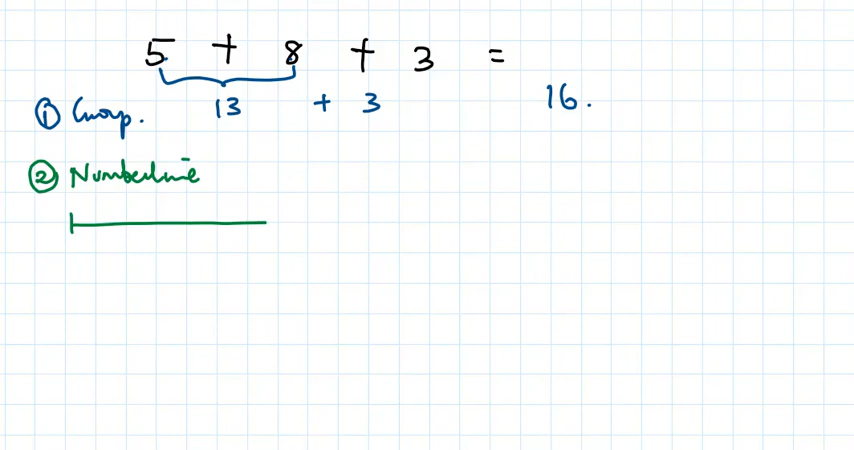 5 + 8 + 3 =
① Group. 13 + 3 16.
② Numberline